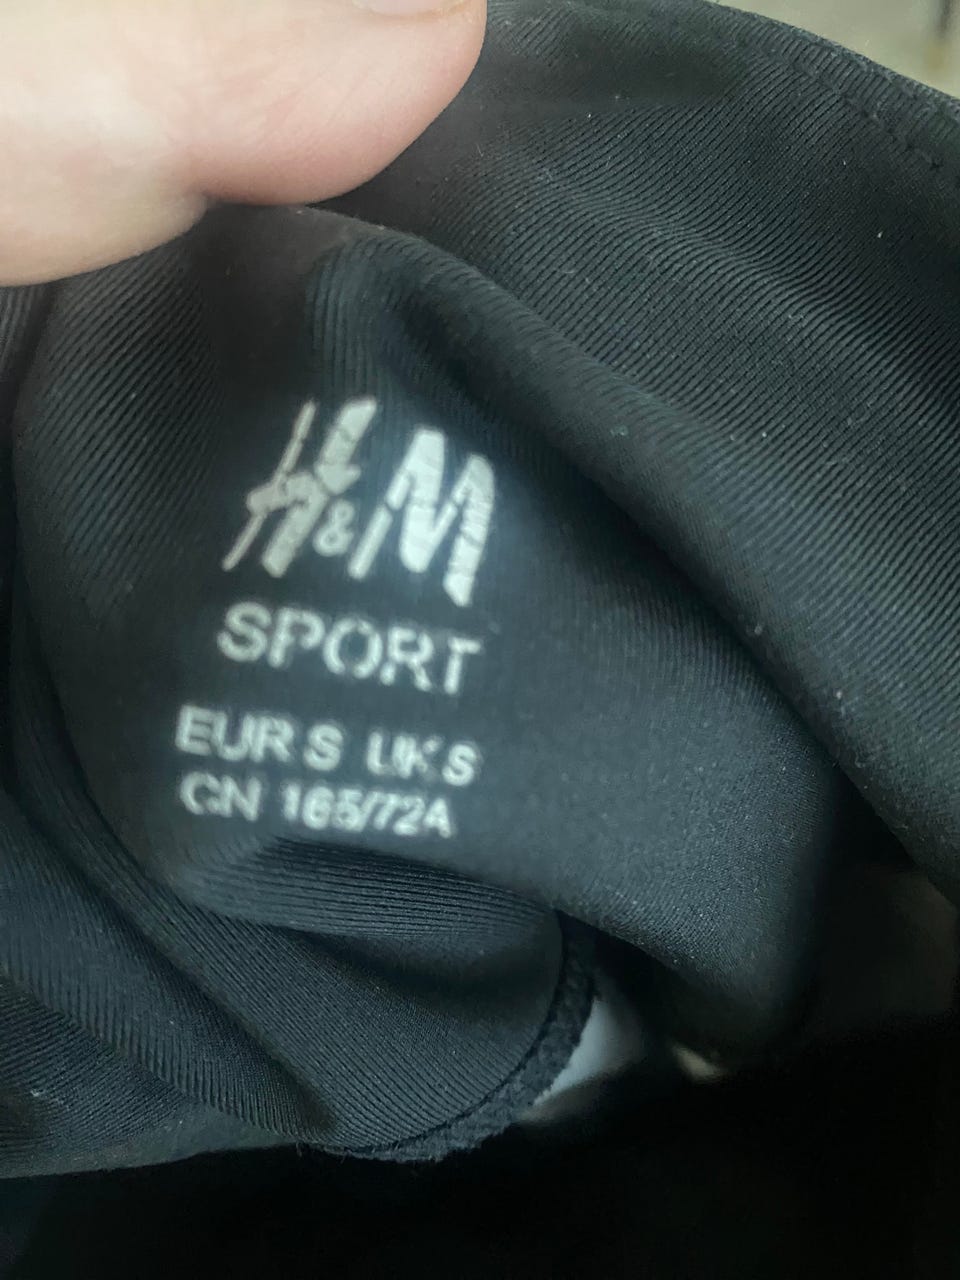 H&M
SPORT
EUR S UK S
CN 165/72A